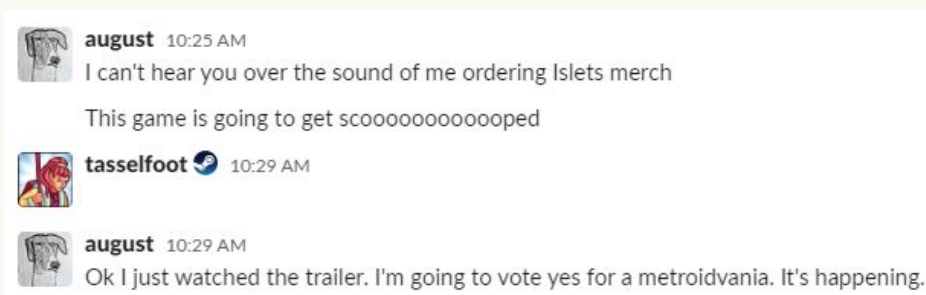 august 10:25 AM
I can't hear you over the sound of me ordering Islets merch
This game is going to get scooooooooooooped
tasselfoot 10:29 AM
august 10:29 AM
Ok I just watched the trailer. I'm going to vote yes for a metroidvania. It's happening.